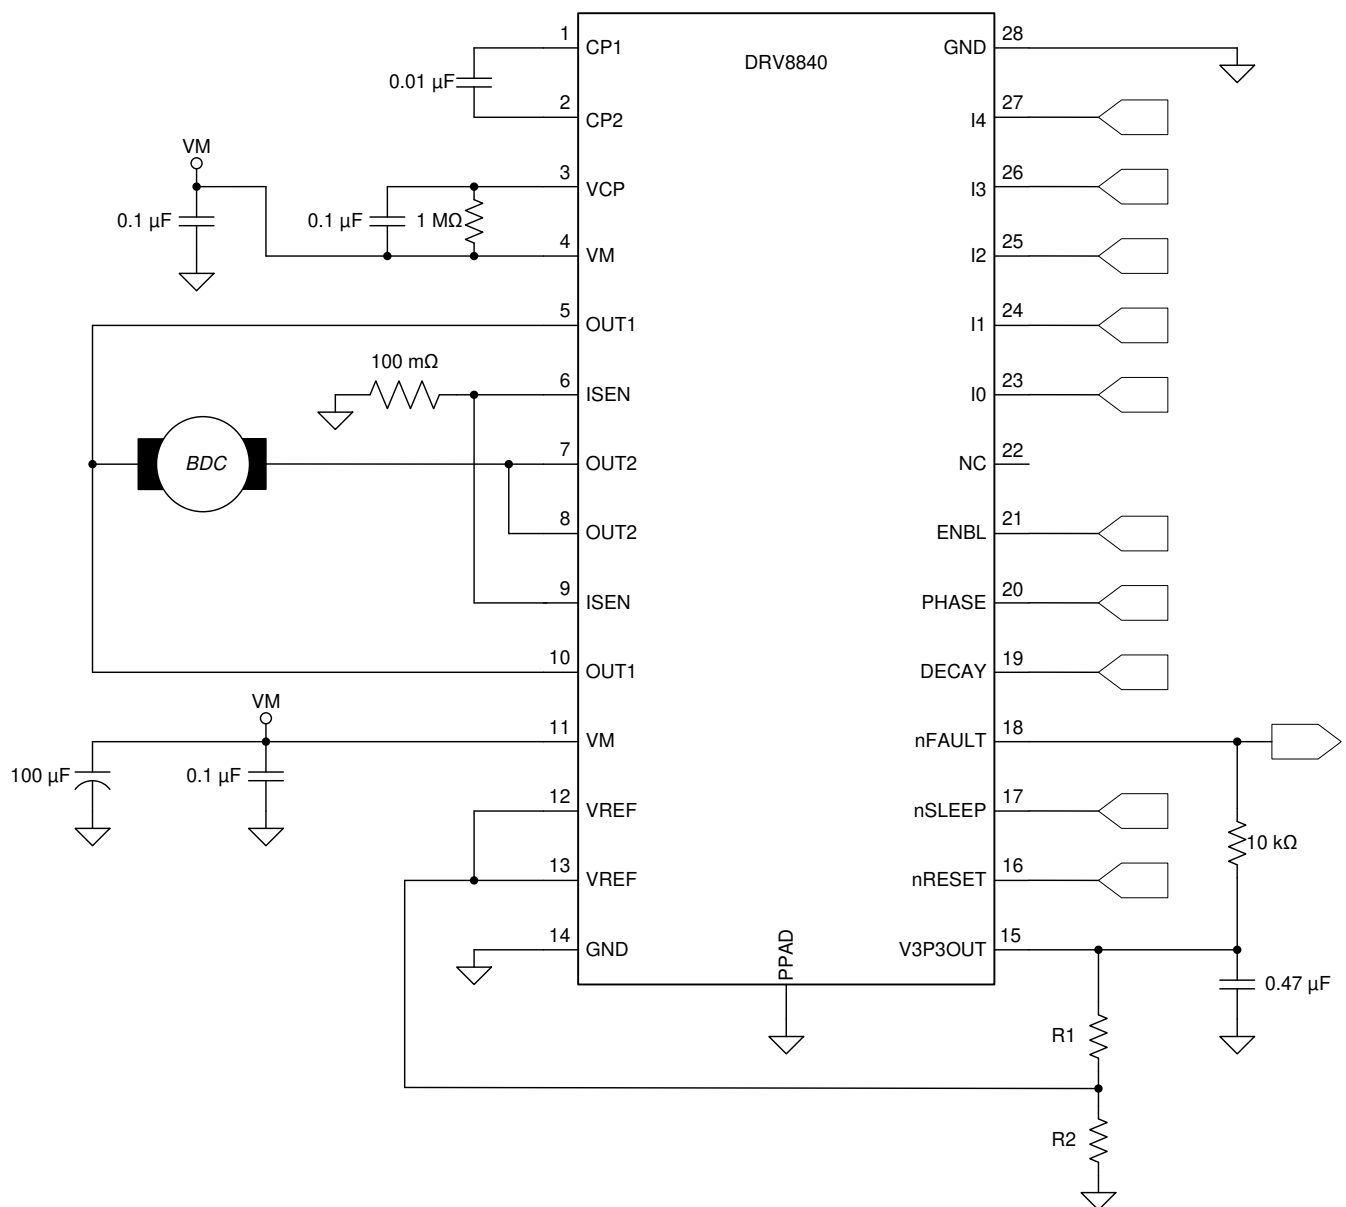 DRV8840
1
CP1
0.01 µF
2
CP2
VM
0.1 µF
0.1 µF
1 MΩ
3
VCP
4
VM
5
OUT1
100 mΩ
6
ISEN
BDC
7
OUT2
8
OUT2
9
ISEN
10
OUT1
VM
11
VM
100 µF
0.1 µF
12
VREF
13
VREF
14
GND
PPAD
GND
28
I4
27
I3
26
I2
25
I1
24
I0
23
NC
22
ENBL
21
PHASE
20
DECAY
19
nFAULT
18
nSLEEP
17
10 kΩ
nRESET
16
V3P3OUT
15
0.47 µF
R1
R2